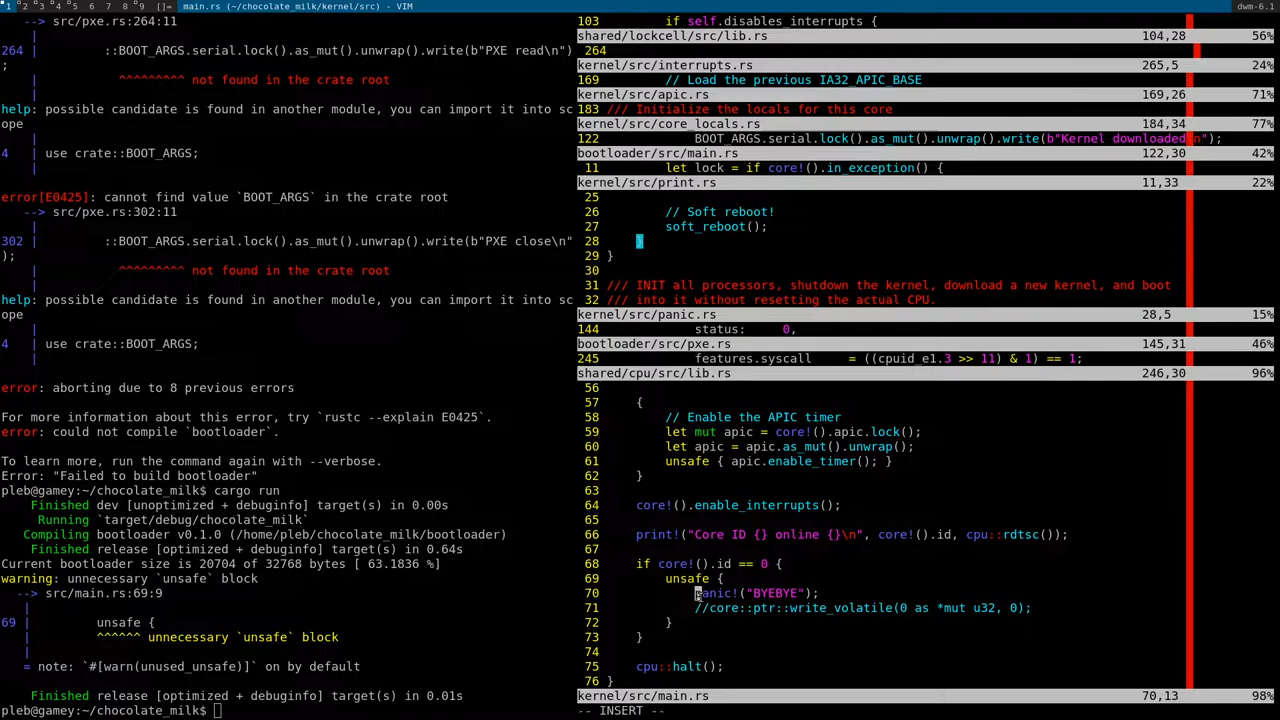 1 2 3 4 5 6 7 8 9 []= main.rs (~/chocolate_milk/kernel/src) - VIM dwm-6.1
--> src/pxe.rs:264:11
|
264 | ::BOOT_ARGS.serial.lock().as_mut().unwrap().write(b"PXE read\n")
;
| ^^^^^^^^^ not found in the crate root
|
help: possible candidate is found in another module, you can import it into sc
ope
|
4 | use crate::BOOT_ARGS;
|
error[E0425]: cannot find value `BOOT_ARGS` in the crate root
--> src/pxe.rs:302:11
|
302 | ::BOOT_ARGS.serial.lock().as_mut().unwrap().write(b"PXE close\n"
);
| ^^^^^^^^^ not found in the crate root
|
help: possible candidate is found in another module, you can import it into sc
ope
|
4 | use crate::BOOT_ARGS;
|
error: aborting due to 8 previous errors
For more information about this error, try `rustc --explain E0425`.
error: could not compile `bootloader`.
To learn more, run the command again with --verbose.
Error: "Failed to build bootloader"
pleb@gamey:~/chocolate_milk$ cargo run
Finished dev [unoptimized + debuginfo] target(s) in 0.00s
Running `target/debug/chocolate_milk`
Compiling bootloader v0.1.0 (/home/pleb/chocolate_milk/bootloader)
Finished release [optimized + debuginfo] target(s) in 0.64s
Current bootloader size is 20704 of 32768 bytes [ 63.1836 %]
warning: unnecessary `unsafe` block
--> src/main.rs:69:9
|
69 | unsafe {
| ^^^^^^ unnecessary `unsafe` block
|
= note: `#[warn(unused_unsafe)]` on by default
Finished release [optimized + debuginfo] target(s) in 0.01s
pleb@gamey:~/chocolate_milk$
103 if self.disables_interrupts {
shared/lockcell/src/lib.rs 104,28 56%
264
kernel/src/interrupts.rs 265,5 24%
169 // Load the previous IA32_APIC_BASE
kernel/src/apic.rs 169,26 71%
183 /// Initialize the locals for this core
kernel/src/core_locals.rs 184,34 77%
122 BOOT_ARGS.serial.lock().as_mut().unwrap().write(b"Kernel downloaded\n");
bootloader/src/main.rs 122,30 42%
11 let lock = if core!().in_exception() {
kernel/src/print.rs 11,33 22%
25
26 // Soft reboot!
27 soft_reboot();
28 }
29 }
30
31 /// INIT all processors, shutdown the kernel, download a new kernel, and boot
32 /// into it without resetting the actual CPU.
kernel/src/panic.rs 28,5 15%
144 status: 0,
bootloader/src/pxe.rs 145,31 46%
245 features.syscall = ((cpuid_e1.3 >> 11) & 1) == 1;
shared/cpu/src/lib.rs 246,30 96%
56
57 {
58 // Enable the APIC timer
59 let mut apic = core!().apic.lock();
60 let apic = apic.as_mut().unwrap();
61 unsafe { apic.enable_timer(); }
62 }
63
64 core!().enable_interrupts();
65
66 print!("Core ID {} online {}\n", core!().id, cpu::rdtsc());
67
68 if core!().id == 0 {
69 unsafe {
70 panic!("BYEBYE");
71 //core::ptr::write_volatile(0 as *mut u32, 0);
72 }
73 }
74
75 cpu::halt();
76 }
kernel/src/main.rs 70,13 98%
-- INSERT --